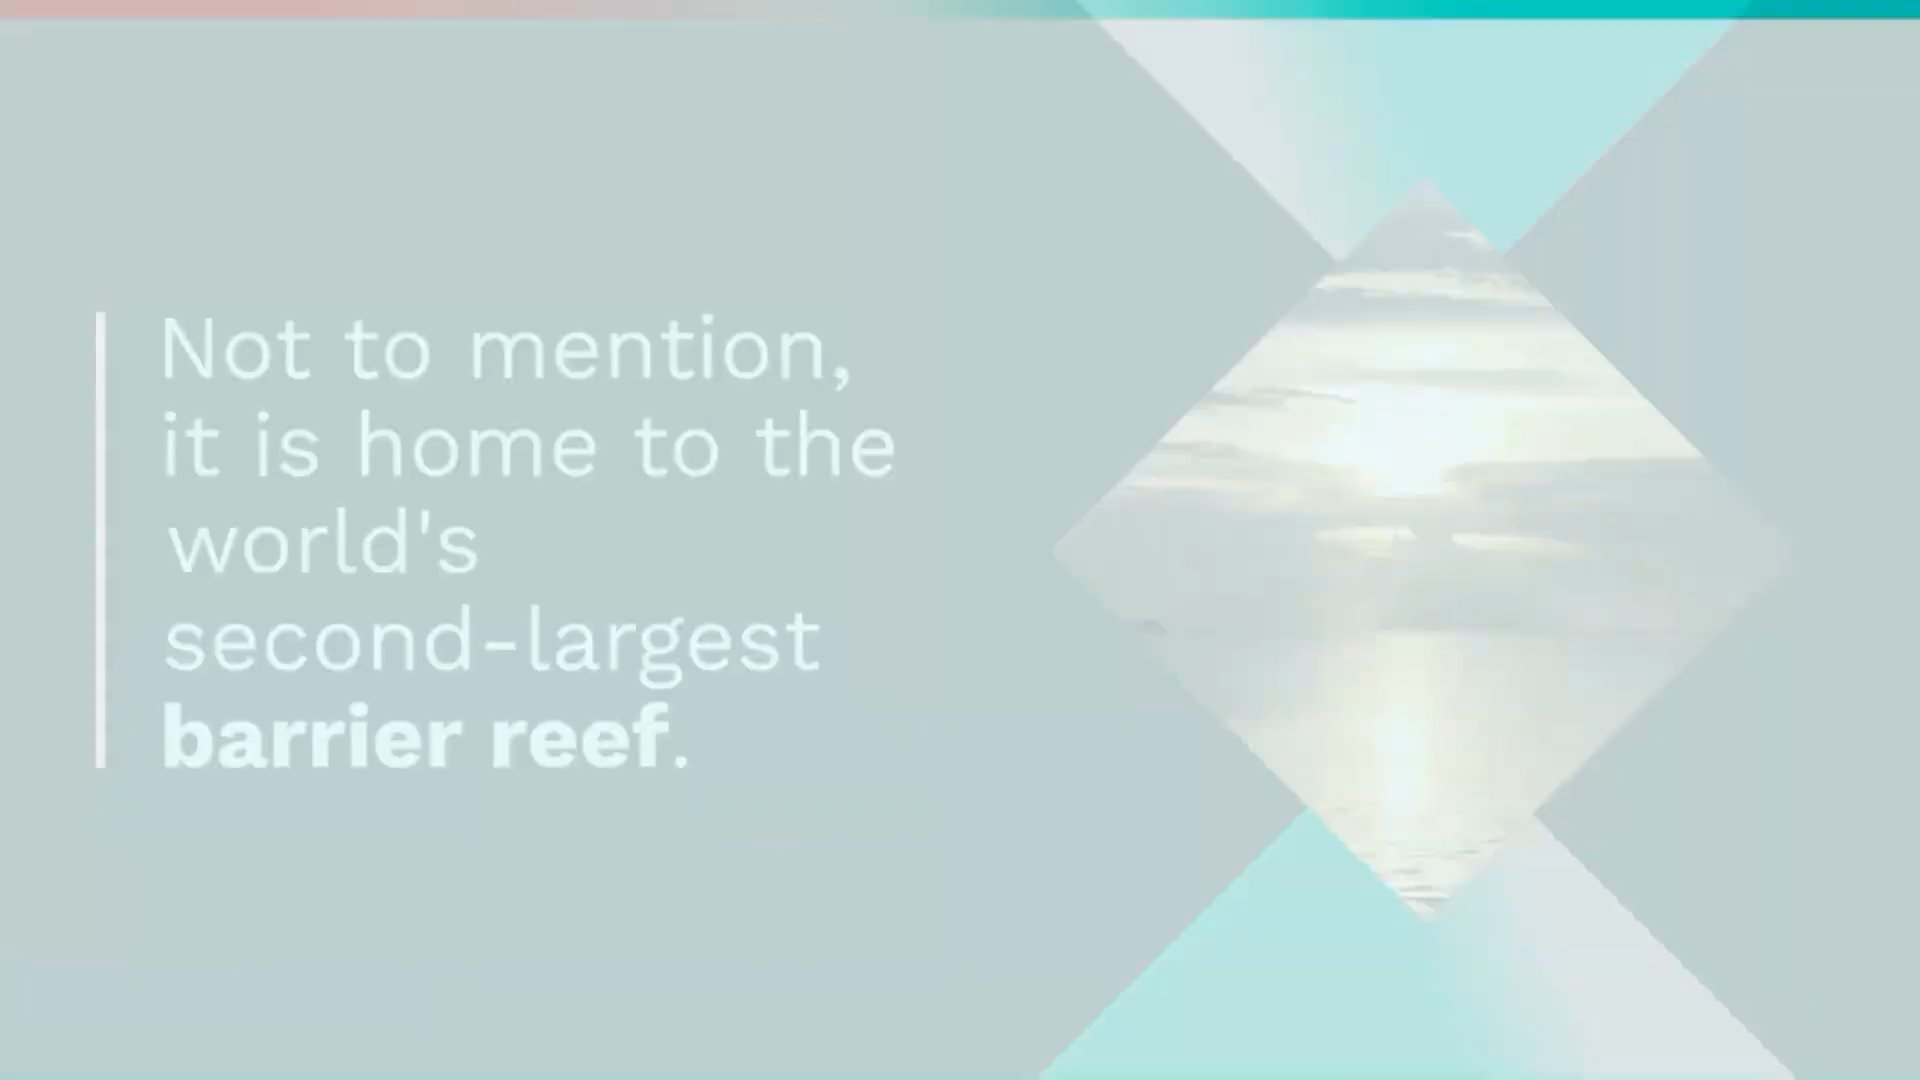 Not to mention,
it is home to the
world's
second-largest
barrier reef.